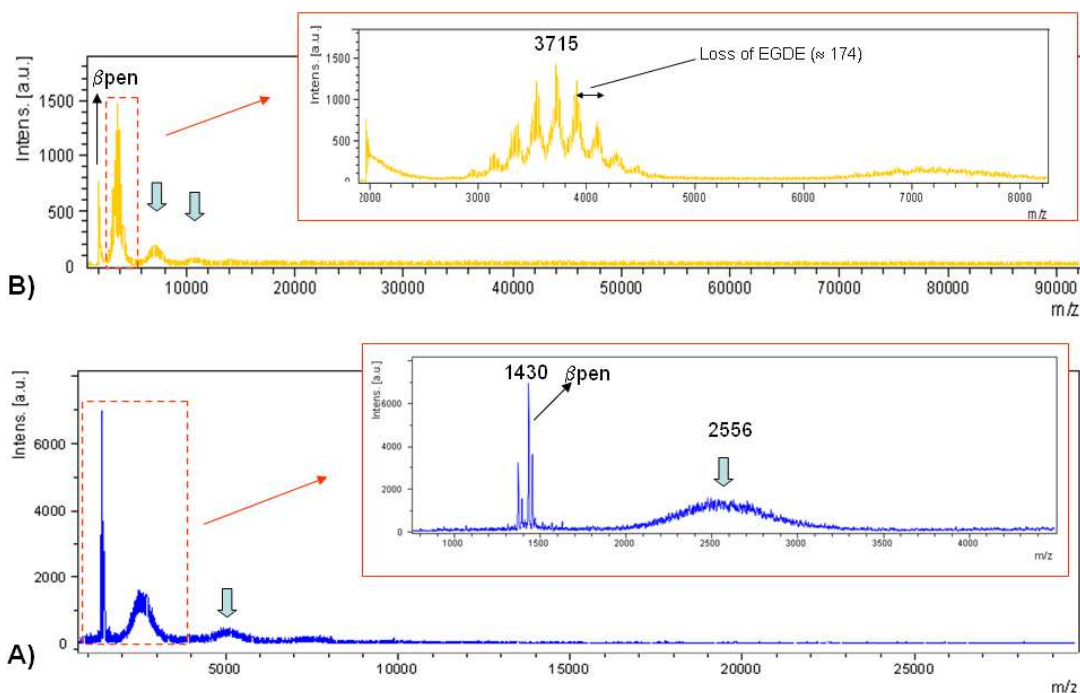 B)
Intens. [a.u.]
1500
1000
500
0
βpen
10000 20000 30000 40000 50000 60000 70000 80000 90000
m/z
Intens. [a.u.]
1500
1000
500
0
3715
Loss of EGDE (≈ 174)
2000 3000 4000 5000 6000 7000 8000
m/z
A)
Intens. [a.u.]
6000
4000
2000
0
5000 10000 15000 20000 25000
m/z
Intens. [a.u.]
6000
4000
2000
0
1430
βpen
2556
1000 1500 2000 2500 3000 3500 4000
m/z